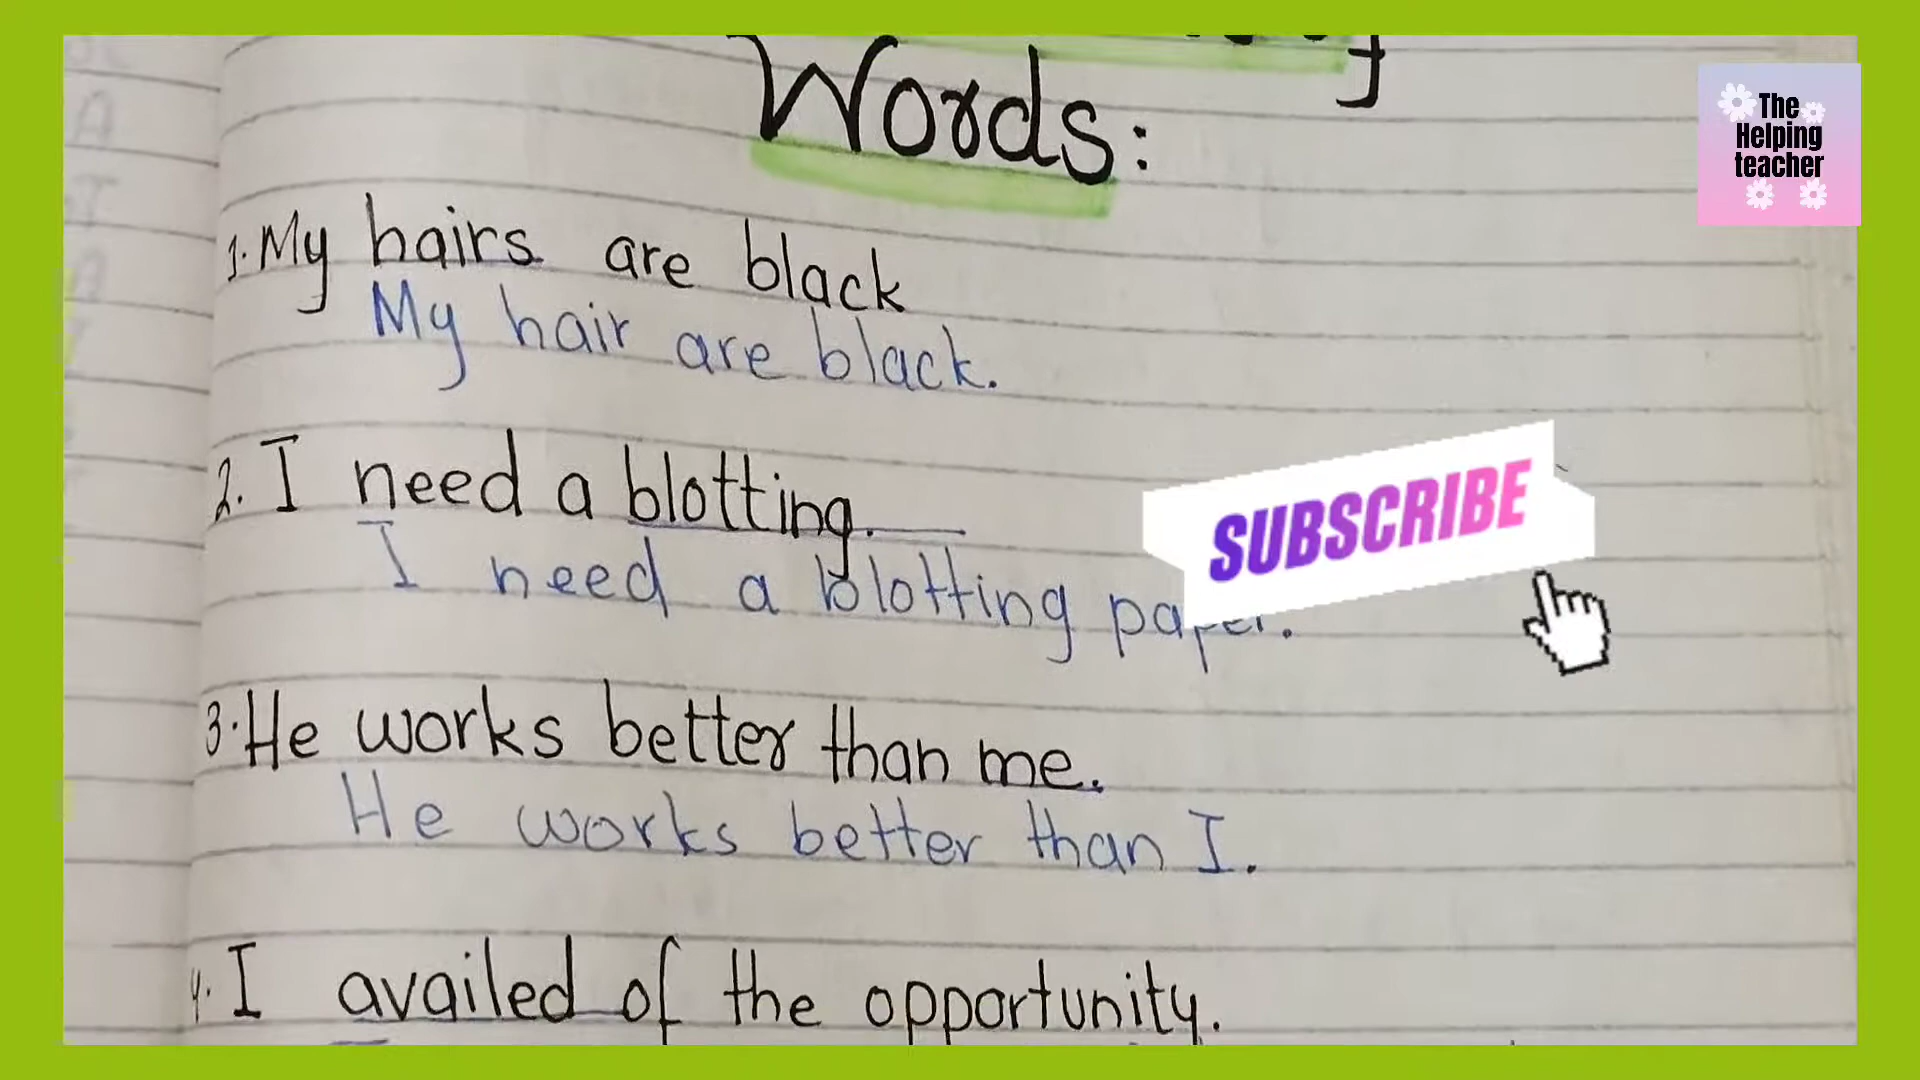 Words:
The
Helping
teacher
1. My hairs are black
My hair are black.
2. I need a blotting.
SUBSCRIBE
I need a blotting paper.
3. He works better than me.
He works better than I.
4. I availed of the opportunity.